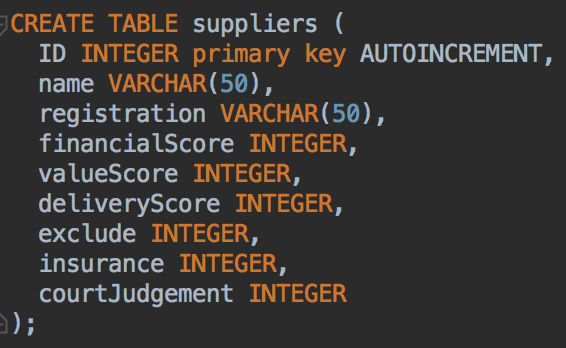 CREATE TABLE suppliers (
ID INTEGER primary key AUTOINCREMENT,
name VARCHAR(50),
registration VARCHAR(50),
financialScore INTEGER,
valueScore INTEGER,
deliveryScore INTEGER,
exclude INTEGER,
insurance INTEGER,
courtJudgement INTEGER
);